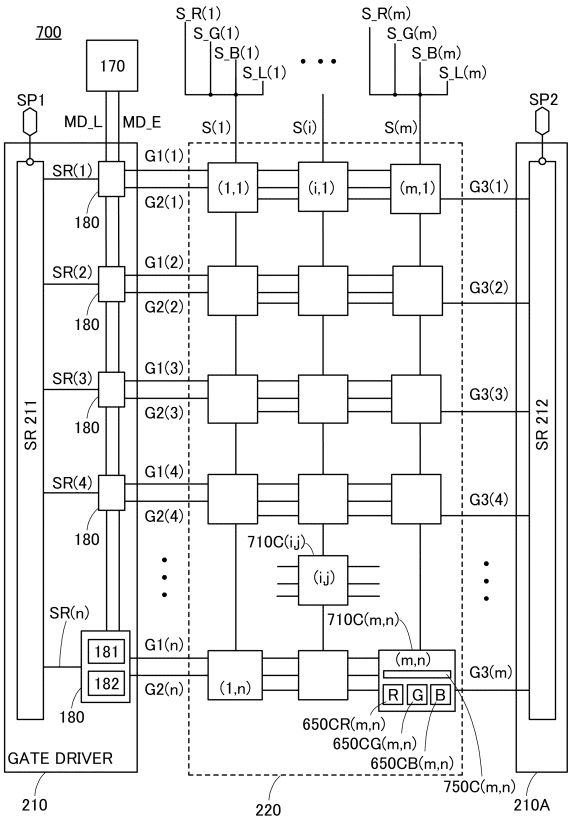 700
S_R(1)
S_G(1)
S_B(1)
S_L(1)
S_R(m)
S_G(m)
S_B(m)
S_L(m)
170
SP1
MD_L
MD_E
S(1)
S(i)
S(m)
SP2
SR(1)
G1(1)
G2(1)
(1,1)
(i,1)
(m,1)
G3(1)
180
SR(2)
G1(2)
G2(2)
G3(2)
180
SR(3)
G1(3)
G2(3)
G3(3)
180
SR 211
SR 212
SR(4)
G1(4)
G2(4)
G3(4)
180
710C(i,j)
(i,j)
710C(m,n)
SR(n)
181
182
180
G1(n)
G2(n)
(1,n)
(m,n)
R G B
G3(m)
650CR(m,n)
650CG(m,n)
650CB(m,n)
750C(m,n)
GATE DRIVER
210
220
210A